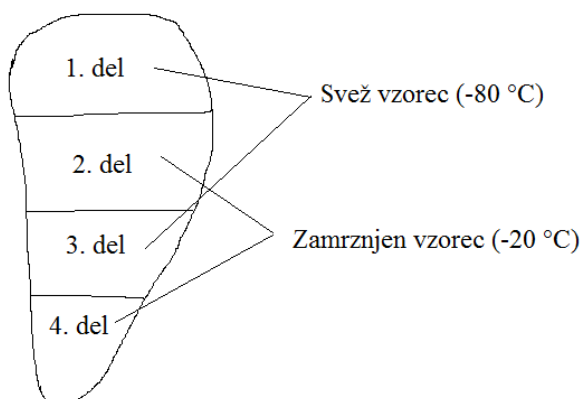 1. del
Svež vzorec (-80 °C)
2. del
3. del
Zamrznjen vzorec (-20 °C)
4. del